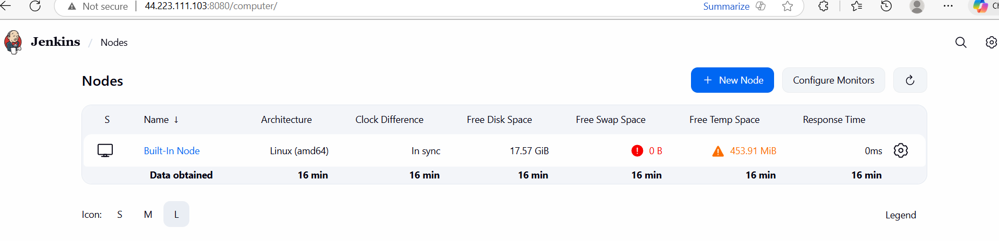 Not secure 44.223.111.103:8080/computer/ Summarize
Jenkins / Nodes
Nodes + New Node Configure Monitors
S Name ↓ Architecture Clock Difference Free Disk Space Free Swap Space Free Temp Space Response Time
Built-In Node Linux (amd64) In sync 17.57 GiB 0 B 453.91 MiB 0ms
Data obtained 16 min 16 min 16 min 16 min 16 min 16 min
Icon: S M L Legend